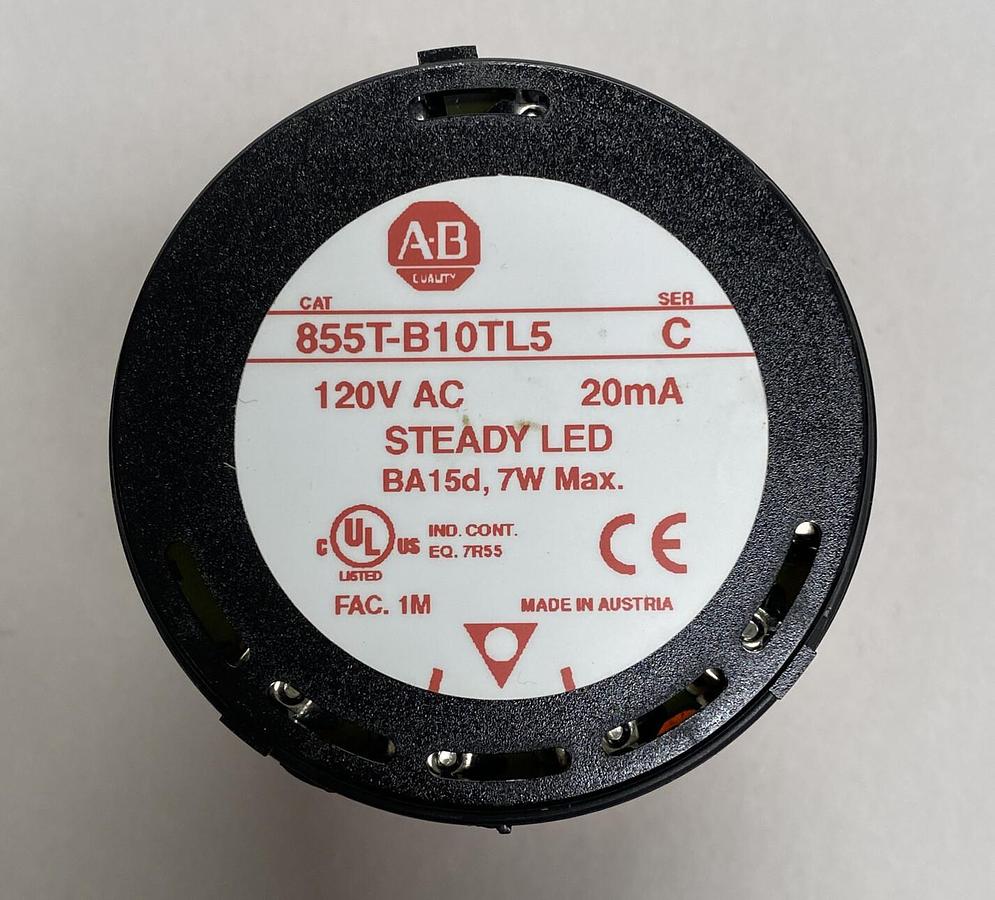 A-B
QUALITY
CAT SER
855T-B10TL5 C
120V AC 20mA
STEADY LED
BA15d, 7W Max.
C UL US IND. CONT.
LISTED EQ. 7R55
CE
FAC. 1M MADE IN AUSTRIA